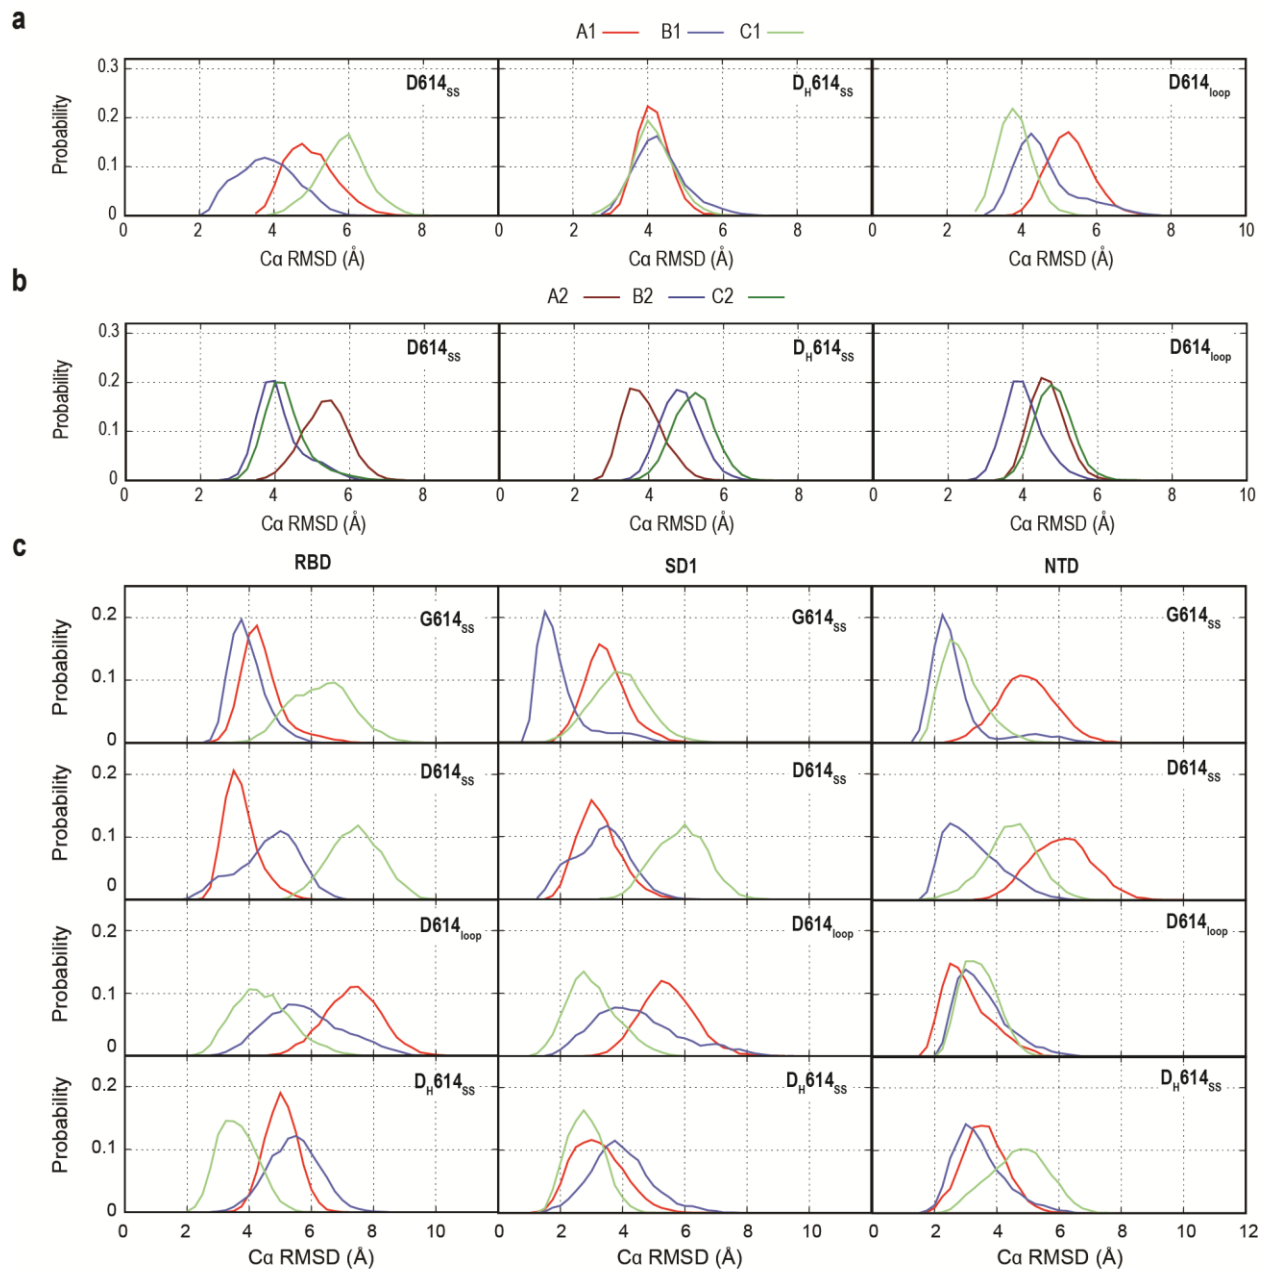 a
A1 B1 C1
D614SS DH614SS D614loop
Probability
0.3
0.2
0.1
0
0 2 4 6 8 0 2 4 6 8 0 2 4 6 8 10
Cα RMSD (Å) Cα RMSD (Å) Cα RMSD (Å)
b
A2 B2 C2
D614SS DH614SS D614loop
Probability
0.3
0.2
0.1
0
0 2 4 6 8 0 2 4 6 8 0 2 4 6 8 10
Cα RMSD (Å) Cα RMSD (Å) Cα RMSD (Å)
c
RBD SD1 NTD
G614SS G614SS G614SS
Probability
0.2
0.1
0
D614SS D614SS D614SS
Probability
0.2
0.1
0
D614loop D614loop D614loop
Probability
0.2
0.1
0
DH614SS DH614SS DH614SS
Probability
0.2
0.1
0
0 2 4 6 8 10 0 2 4 6 8 10 0 2 4 6 8 10 12
Cα RMSD (Å) Cα RMSD (Å) Cα RMSD (Å)